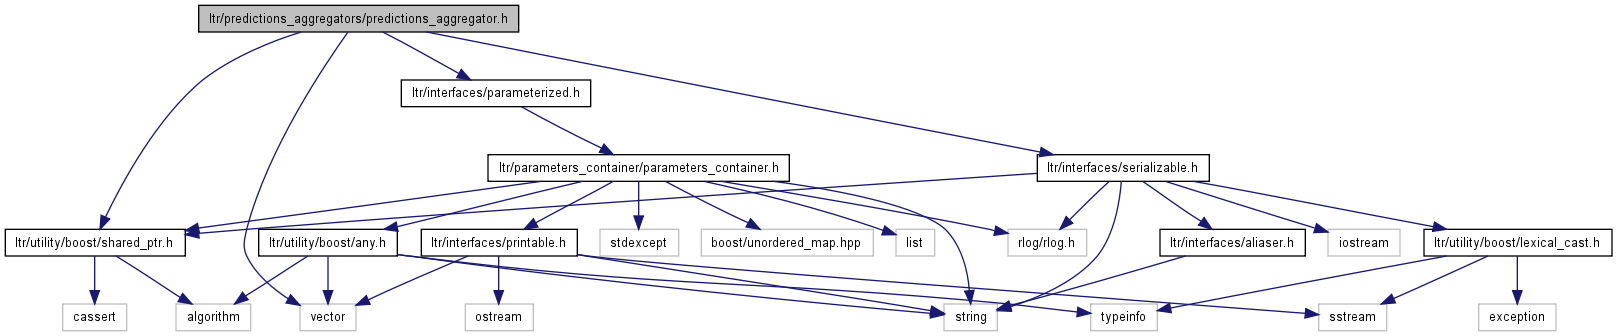 ltr/predictions_aggregators/predictions_aggregator.h
ltr/interfaces/parameterized.h
ltr/parameters_container/parameters_container.h
ltr/interfaces/serializable.h
ltr/utility/boost/shared_ptr.h
ltr/utility/boost/any.h
ltr/interfaces/printable.h
stdexcept
boost/unordered_map.hpp
list
rlog/rlog.h
ltr/interfaces/aliaser.h
iostream
ltr/utility/boost/lexical_cast.h
cassert
algorithm
vector
ostream
string
typeinfo
sstream
exception